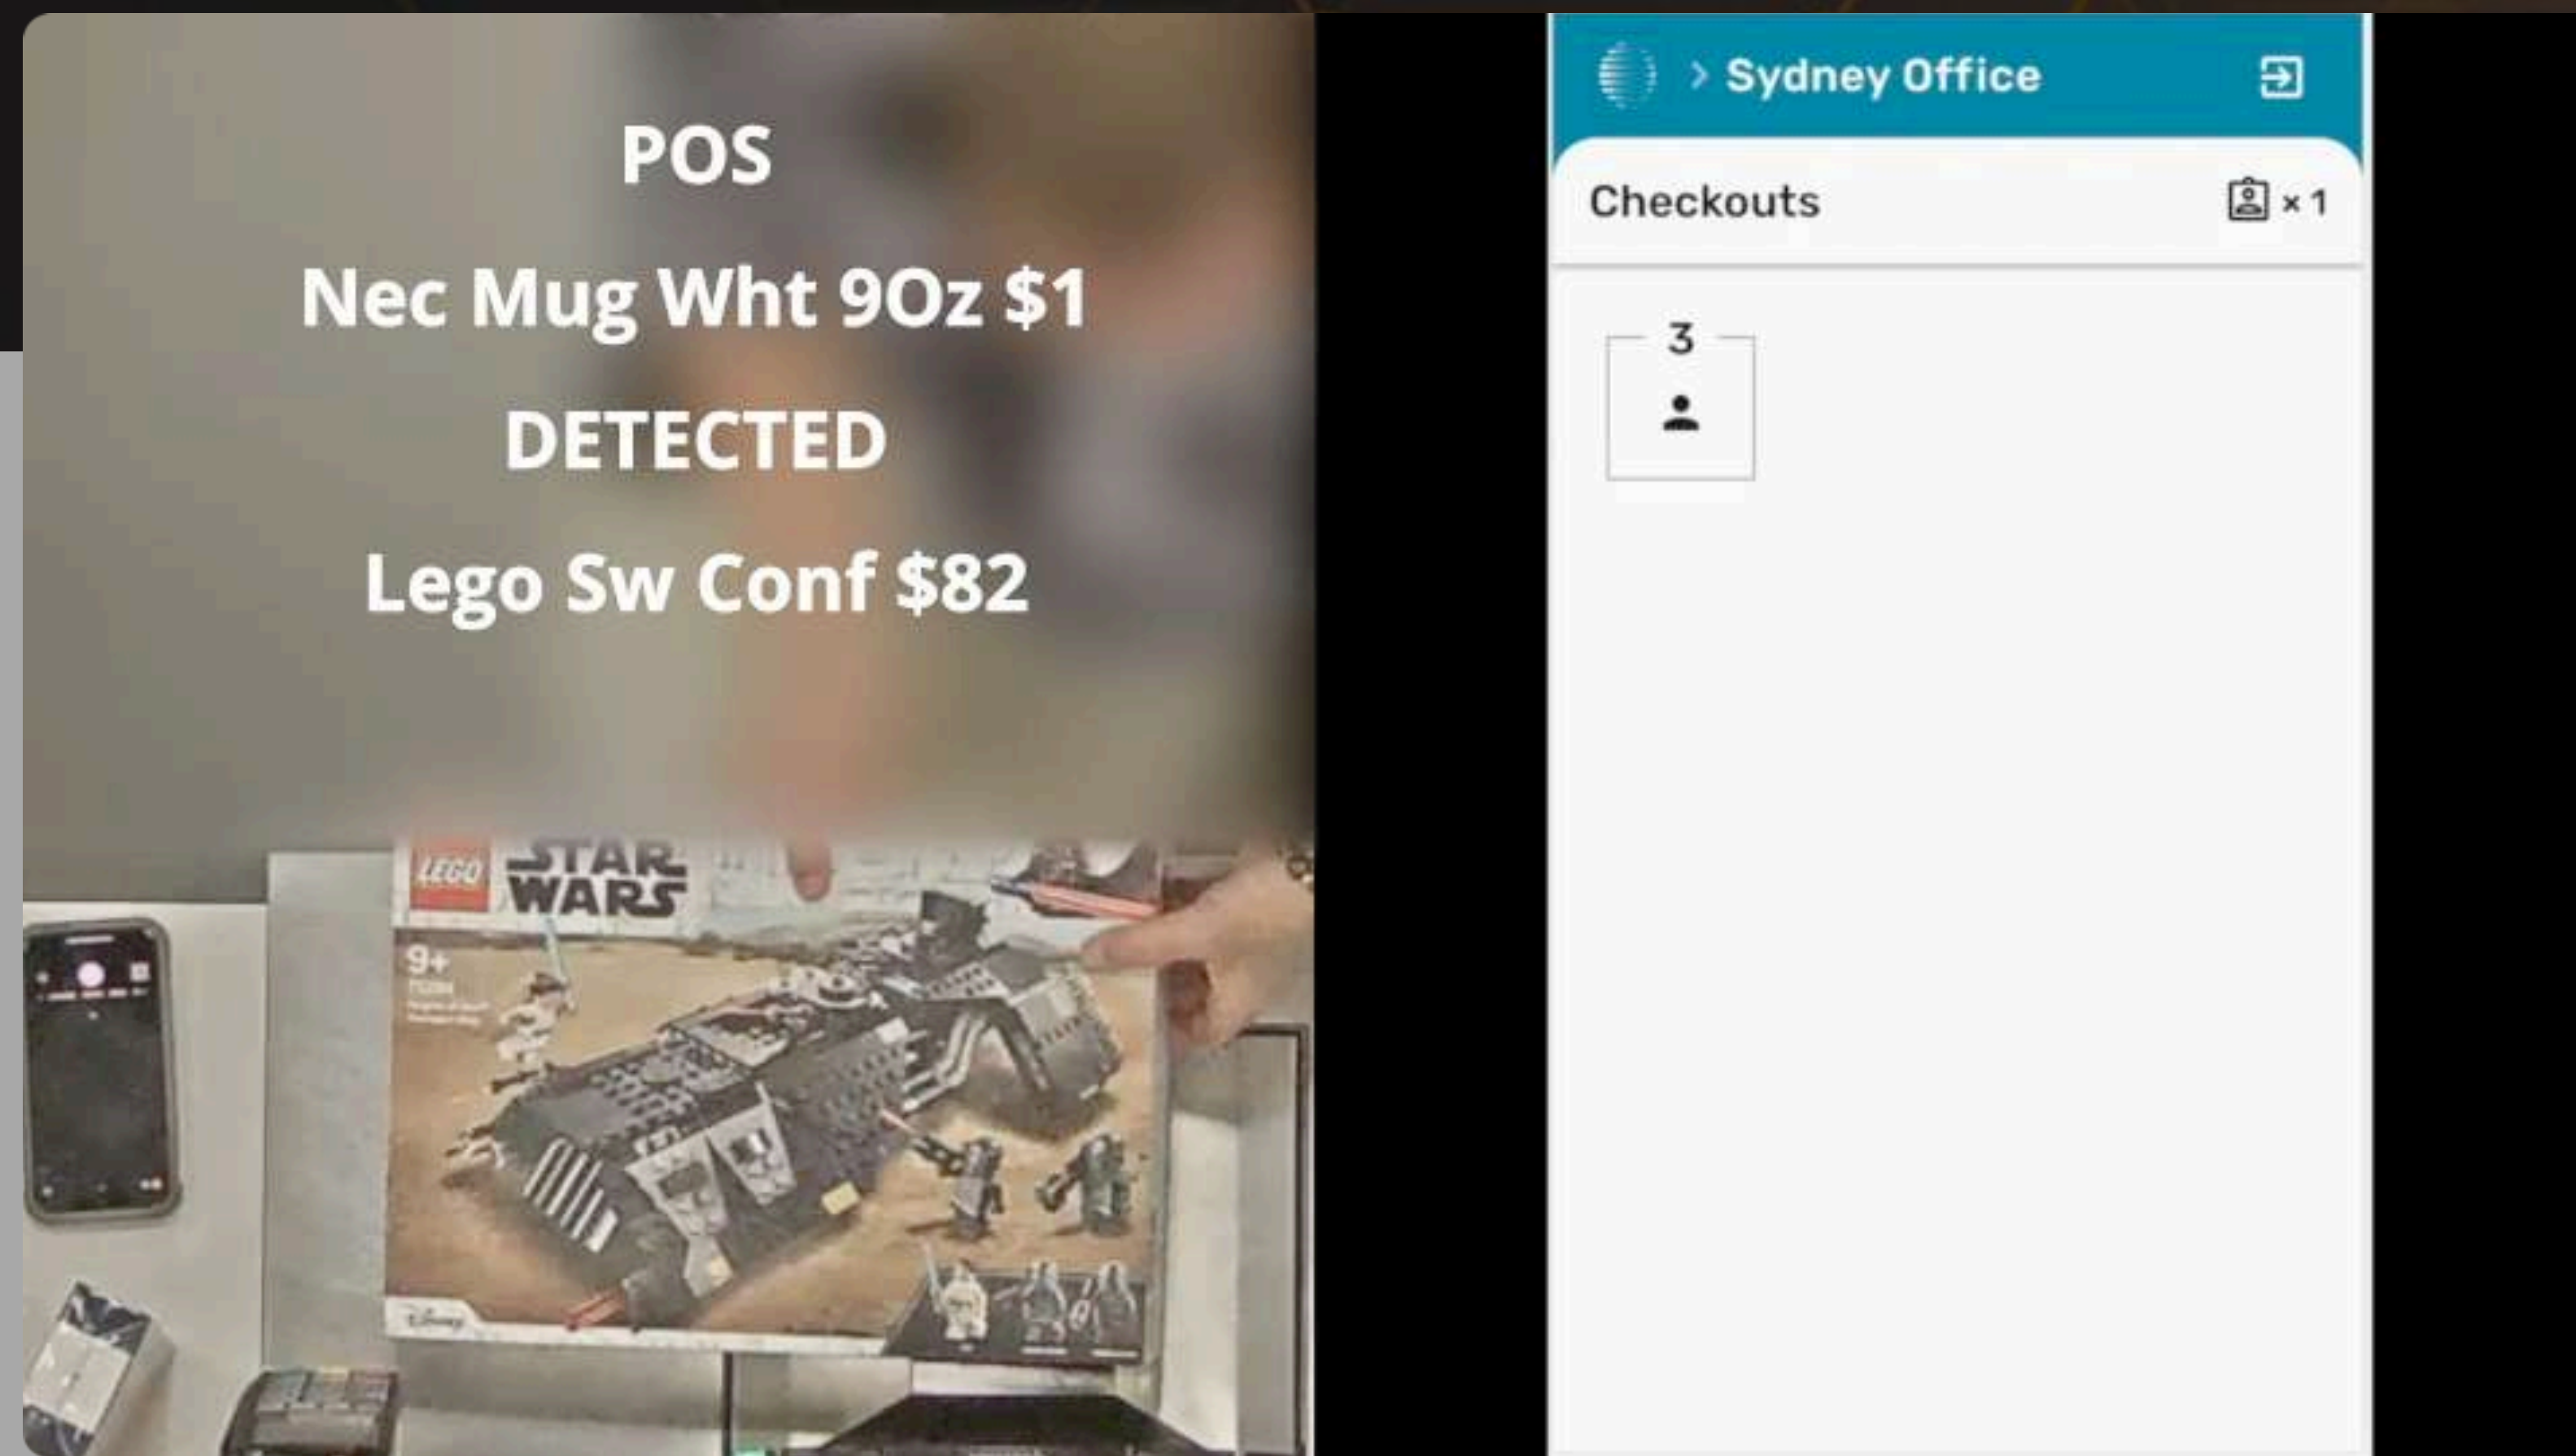 POS
Nec Mug Wht 9Oz $1
DETECTED
Lego Sw Conf $82
LEGO
STAR
WARS
9+
Disney
> Sydney Office
Checkouts
× 1
3